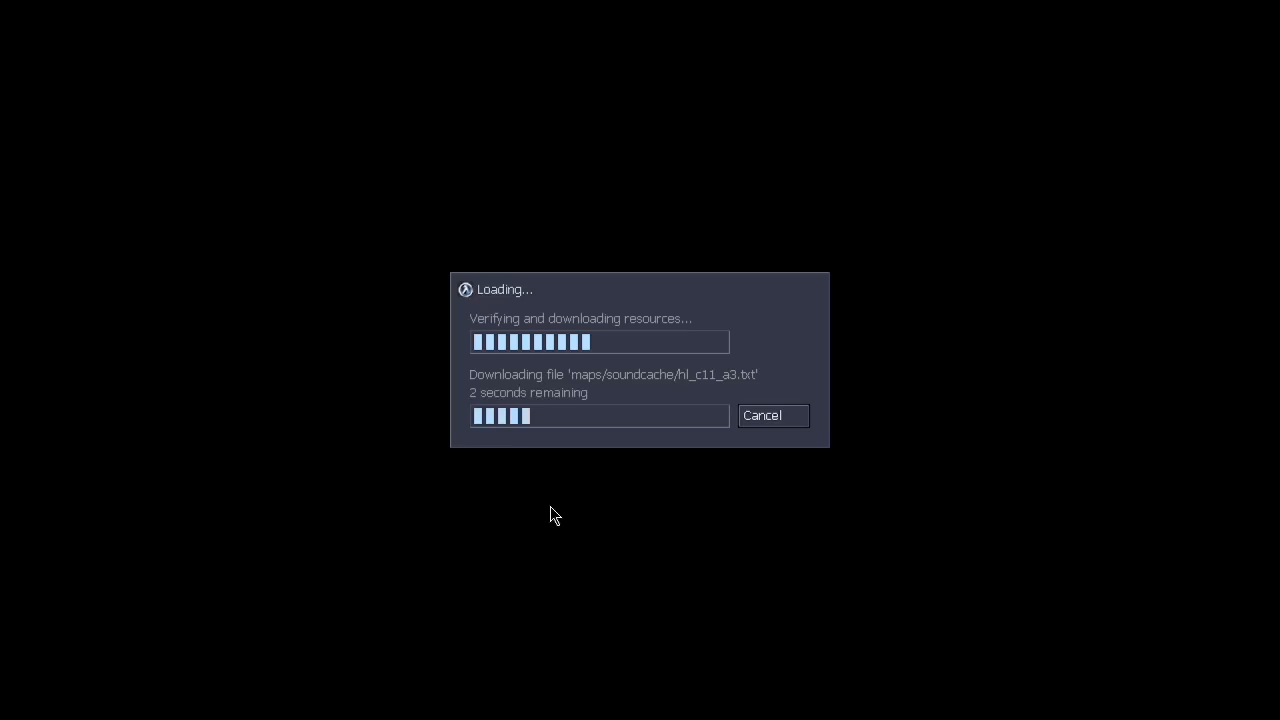 Loading...
Verifying and downloading resources...
Downloading file 'maps/soundcache/hl_c11_a3.txt'
2 seconds remaining
Cancel